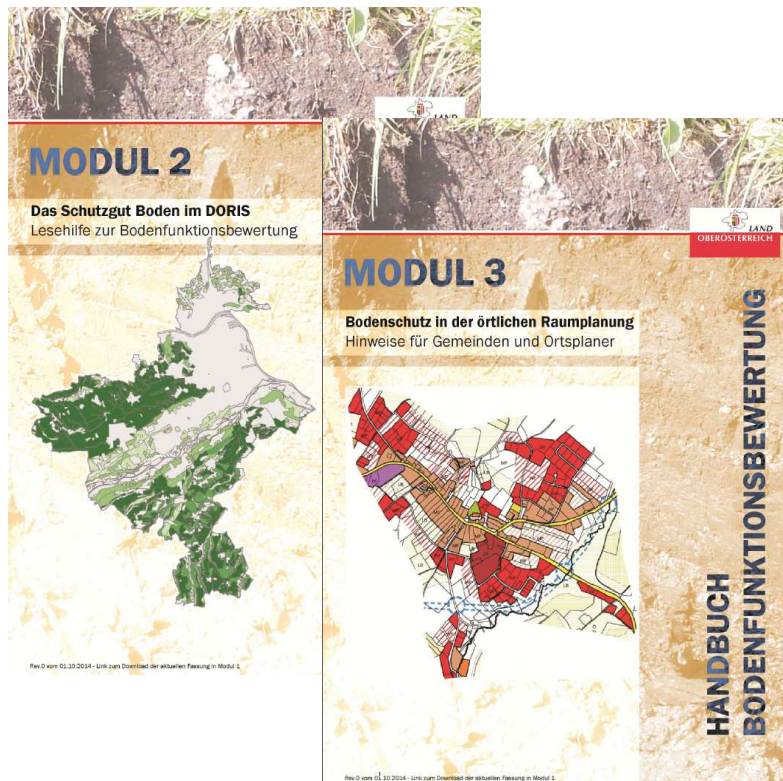 LAND
MODUL 2
Das Schutzgut Boden im DORIS
Lesehilfe zur Bodenfunktionsbewertung
Rev.0 vom 01.10.2014 - Link zum Download der aktuellen Fassung in Modul 1
LAND
OBERÖSTERREICH
MODUL 3
Bodenschutz in der örtlichen Raumplanung
Hinweise für Gemeinden und Ortsplaner
HANDBUCH
BODENFUNKTIONSBEWERTUNG
Rev.0 vom 01.10.2014 - Link zum Download der aktuellen Fassung in Modul 1